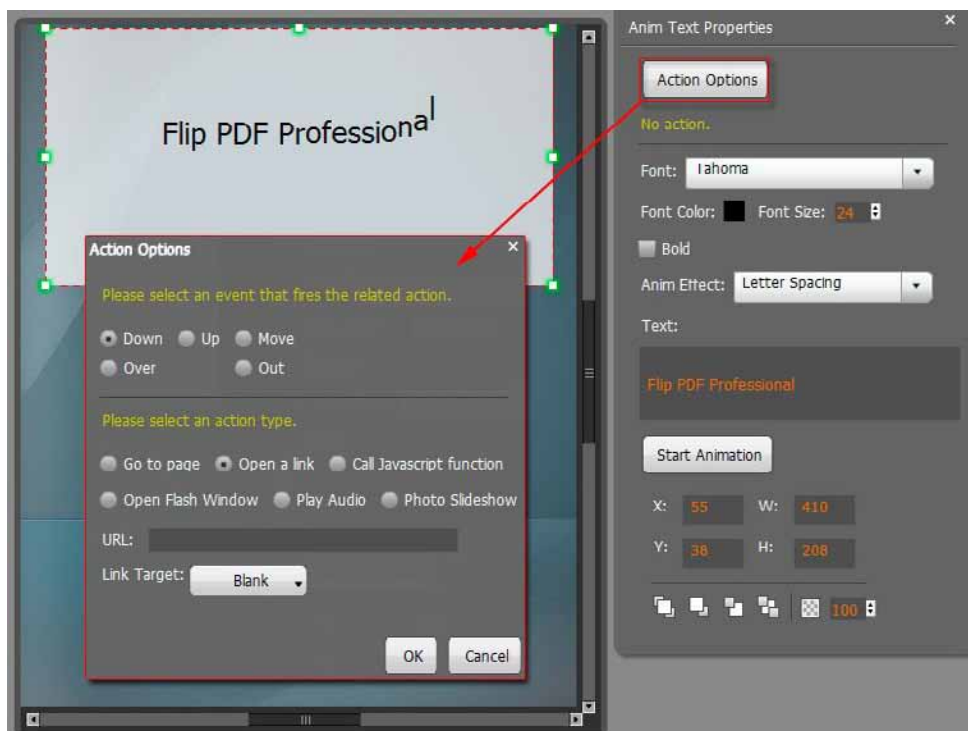 Flip PDF Professional
Action Options
Please select an event that fires the related action.
Down Up Move
Over Out
Please select an action type.
Go to page Open a link Call Javascript function
Open Flash Window Play Audio Photo Slideshow
URL:
Link Target: Blank
OK Cancel
Anim Text Properties
Action Options
No action.
Font: Tahoma
Font Color: Font Size: 24
Bold
Anim Effect: Letter Spacing
Text:
Flip PDF Professional
Start Animation
X: 55 W: 410
Y: 38 H: 208
100